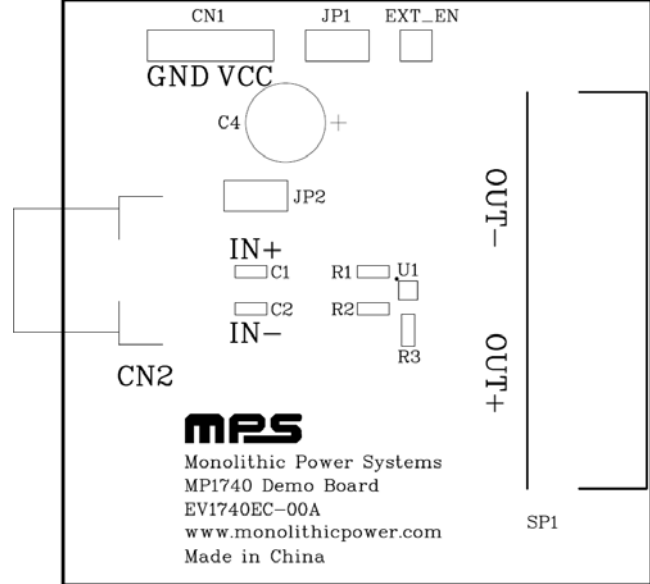 CN1 JP1 EXT_EN
GND VCC
C4 +
JP2
OUT-
IN+
C1 R1 U1
C2 R2
IN-
R3
OUT+
CN2
MPS
Monolithic Power Systems
MP1740 Demo Board
EV1740EC-00A
www.monolithicpower.com
SP1
Made in China